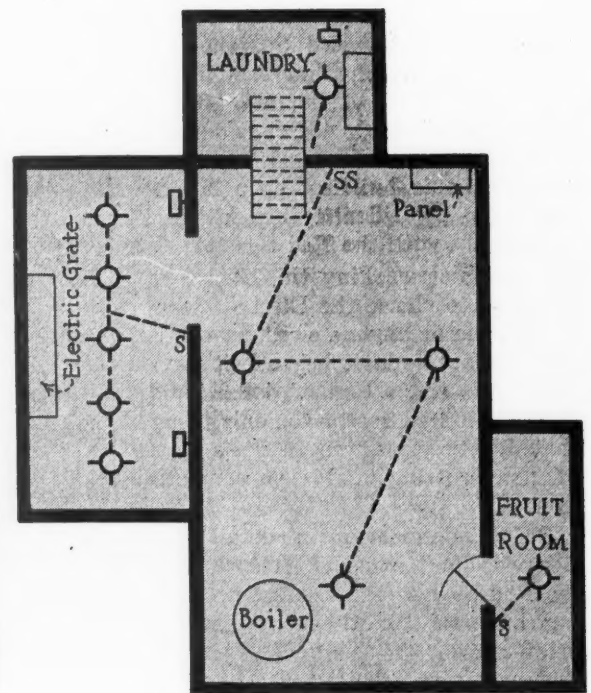 LAUNDRY
SS
Panel
Electric Grate
S
FRUIT
ROOM
S
Boiler